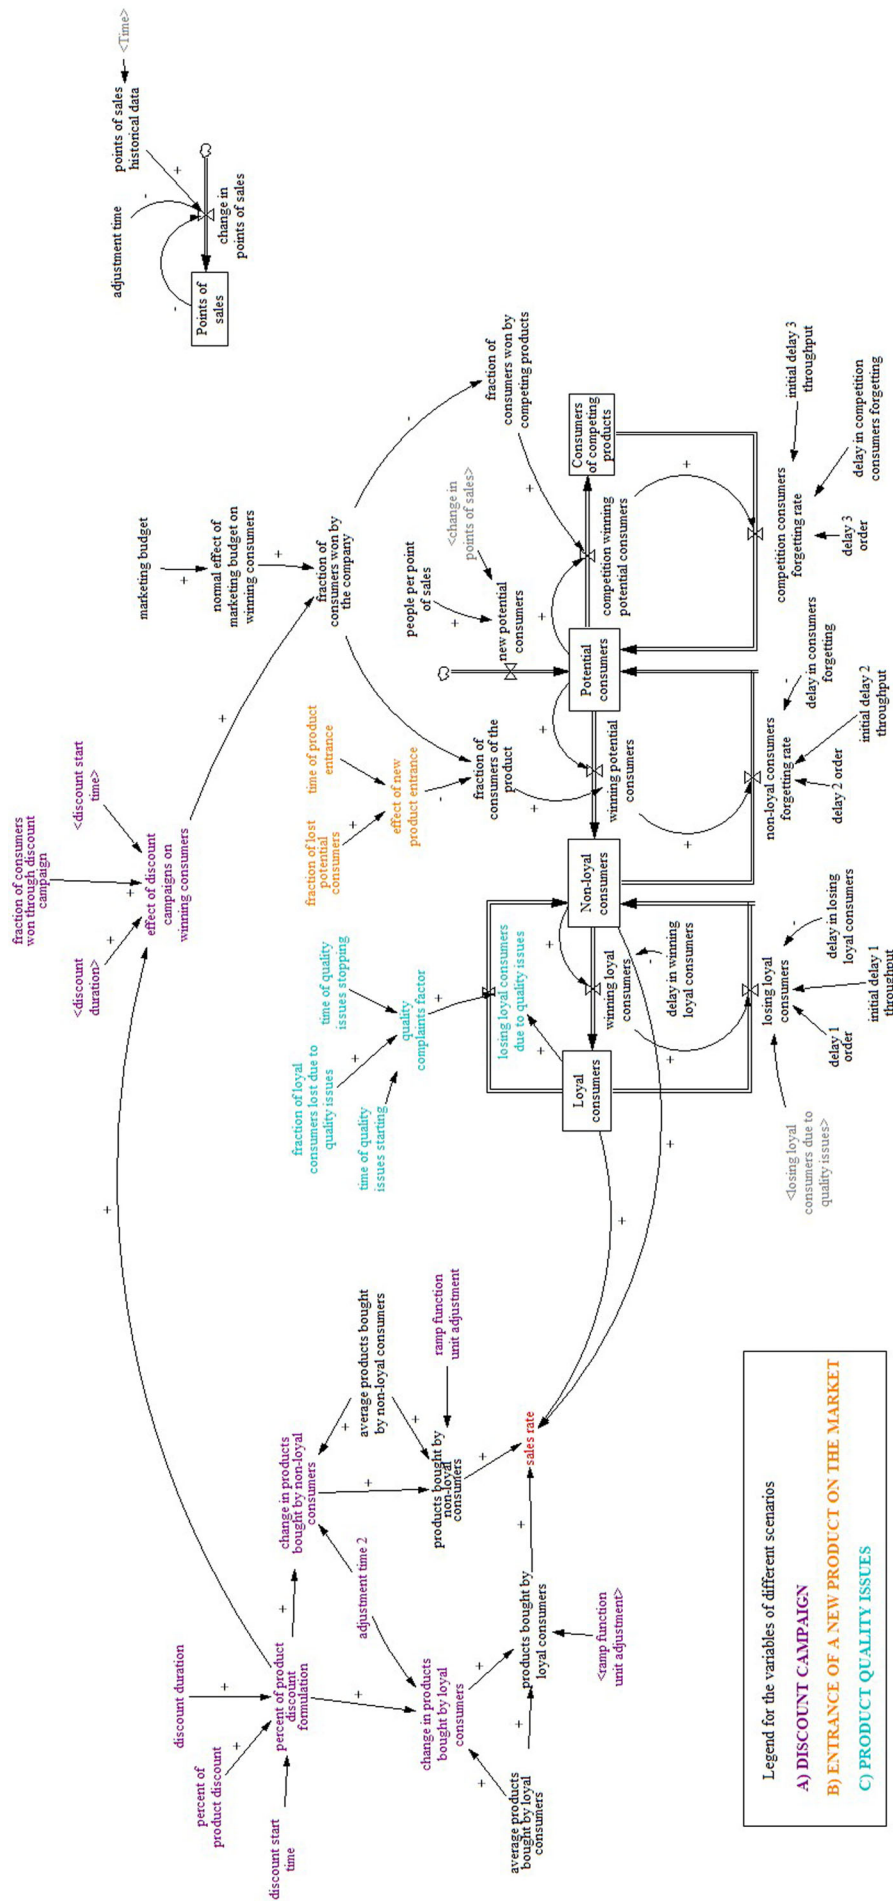 <Time>
points of sales
historical data
adjustment time
change in
points of sales
Points of
sales
+
-
-
fraction of consumers
won through discount
campaign
<discount start
time>
<discount
duration>
effect of discount
campaigns on
winning consumers
+
+
+
+
marketing budget
+
normal effect of
marketing budget on
winning consumers
+
fraction of
consumers won by
the company
-
fraction of
consumers won by
competing products
+
time of product
entrance
fraction of lost
potential
consumers
+
effect of new
product entrance
-
fraction of
consumers of the
product
+
people per point
of sales
+
<change in
points of sales>
new potential
consumers
time of quality
issues stopping
fraction of loyal
consumers lost due to
quality issues
+
time of quality
issues starting
quality
complaints factor
+
losing loyal consumers
due to quality issues
+
Loyal
consumers
winning loyal
consumers
+
-
delay in winning
loyal consumers
Non-loyal
consumers
winning potential
consumers
+
+
Potential
consumers
+
competition winning
potential consumers
+
Consumers
of competing
products
losing loyal
consumers
+
-
delay in losing
loyal consumers
delay 1
order
initial delay 1
throughput
<losing loyal
consumers due to
quality issues>
non-loyal consumers
forgetting rate
+
-
delay in consumers
forgetting
delay 2 order
initial delay 2
throughput
competition consumers
forgetting rate
+
delay 3
order
delay in competition
consumers forgetting
initial delay 3
throughput
discount duration
+
percent of
product discount
+
discount start
time
percent of product
discount
formulation
+
+
change in products
bought by non-loyal
consumers
+
+
average products bought
by non-loyal consumers
+
adjustment time 2
change in products
bought by loyal
consumers
+
+
average products
bought by loyal
consumers
+
products bought by
non-loyal
consumers
+
ramp function
unit adjustment
products bought by
loyal consumers
+
<ramp function
unit adjustment>
sales rate
+
+
Legend for the variables of different scenarios
A) DISCOUNT CAMPAIGN
B) ENTRANCE OF A NEW PRODUCT ON THE MARKET
C) PRODUCT QUALITY ISSUES